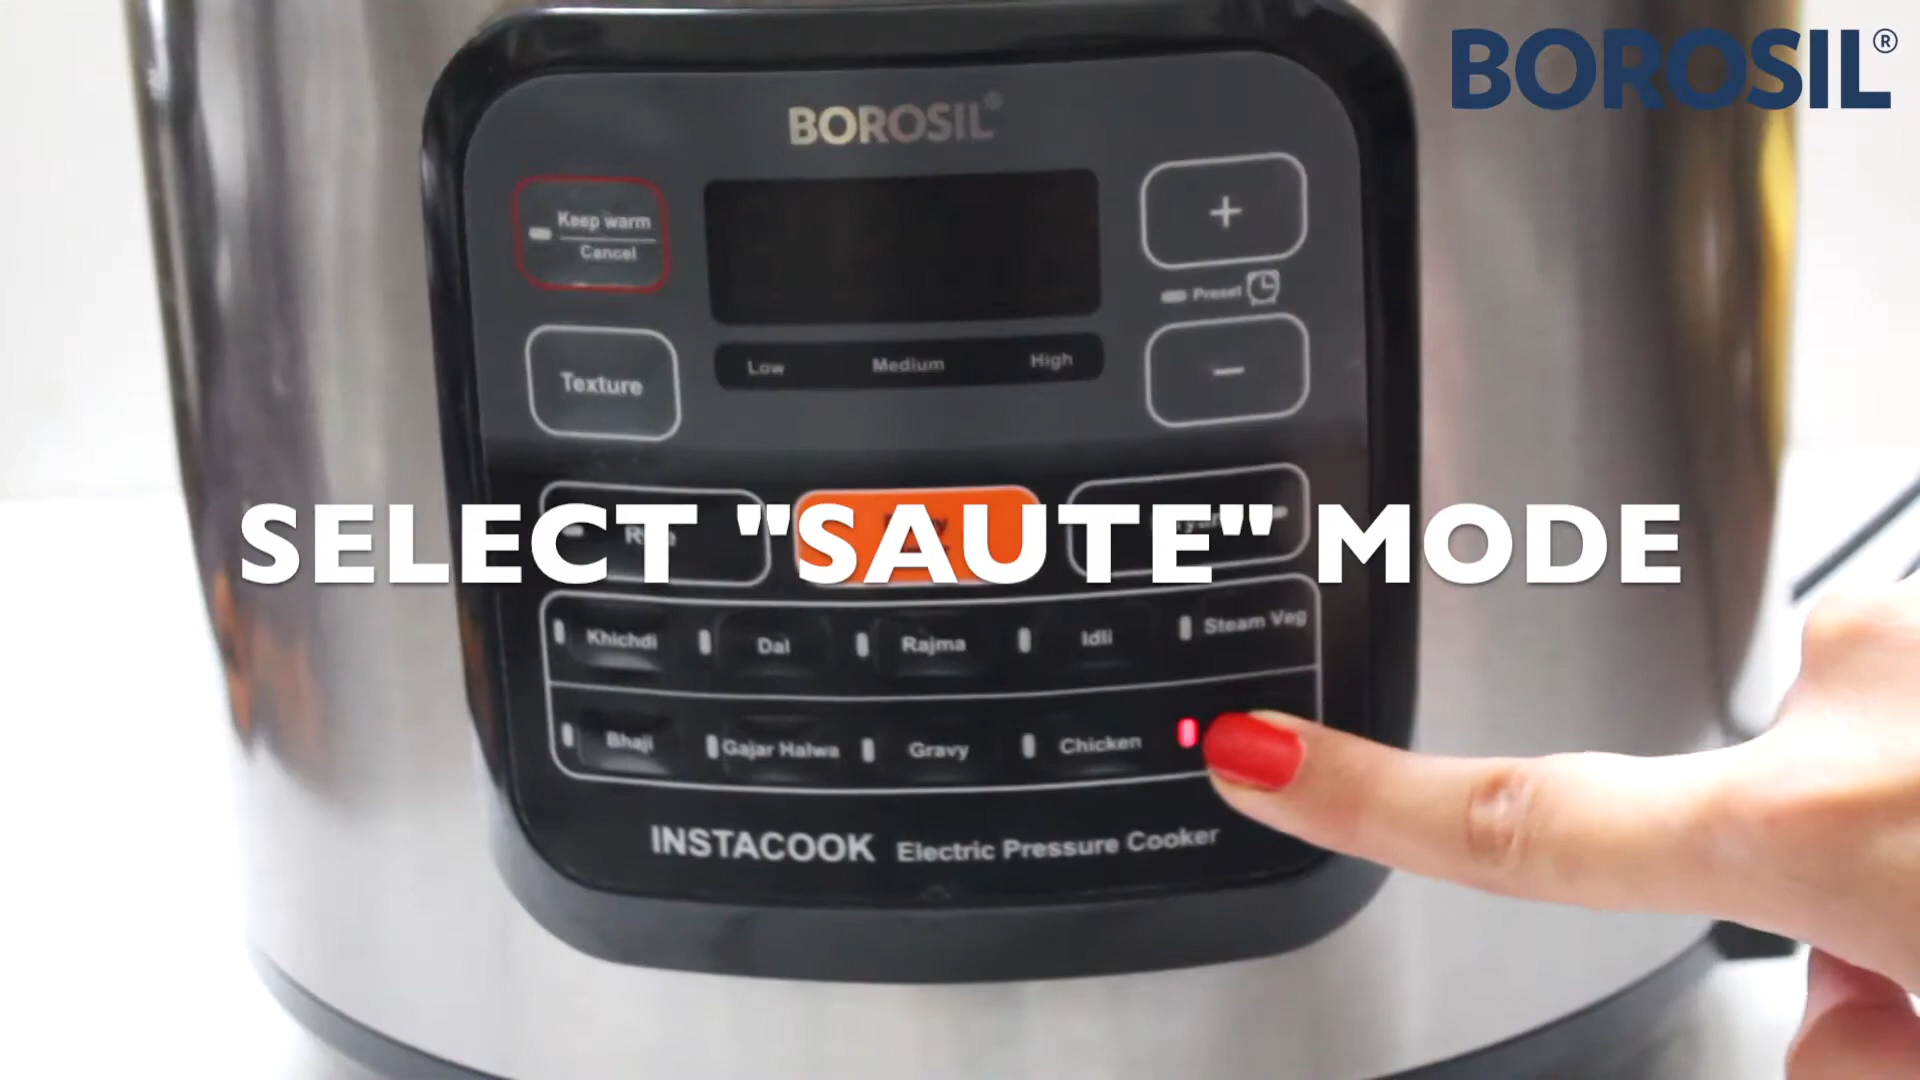 BOROSIL®
BOROSIL®
Keep warm
Cancel
+
Preset
Texture
Low Medium High
−
SELECT "SAUTE" MODE
Khichdi Dal Rajma Idli Steam Veg
Bhaji Gajar Halwa Gravy Chicken
INSTACOOK Electric Pressure Cooker